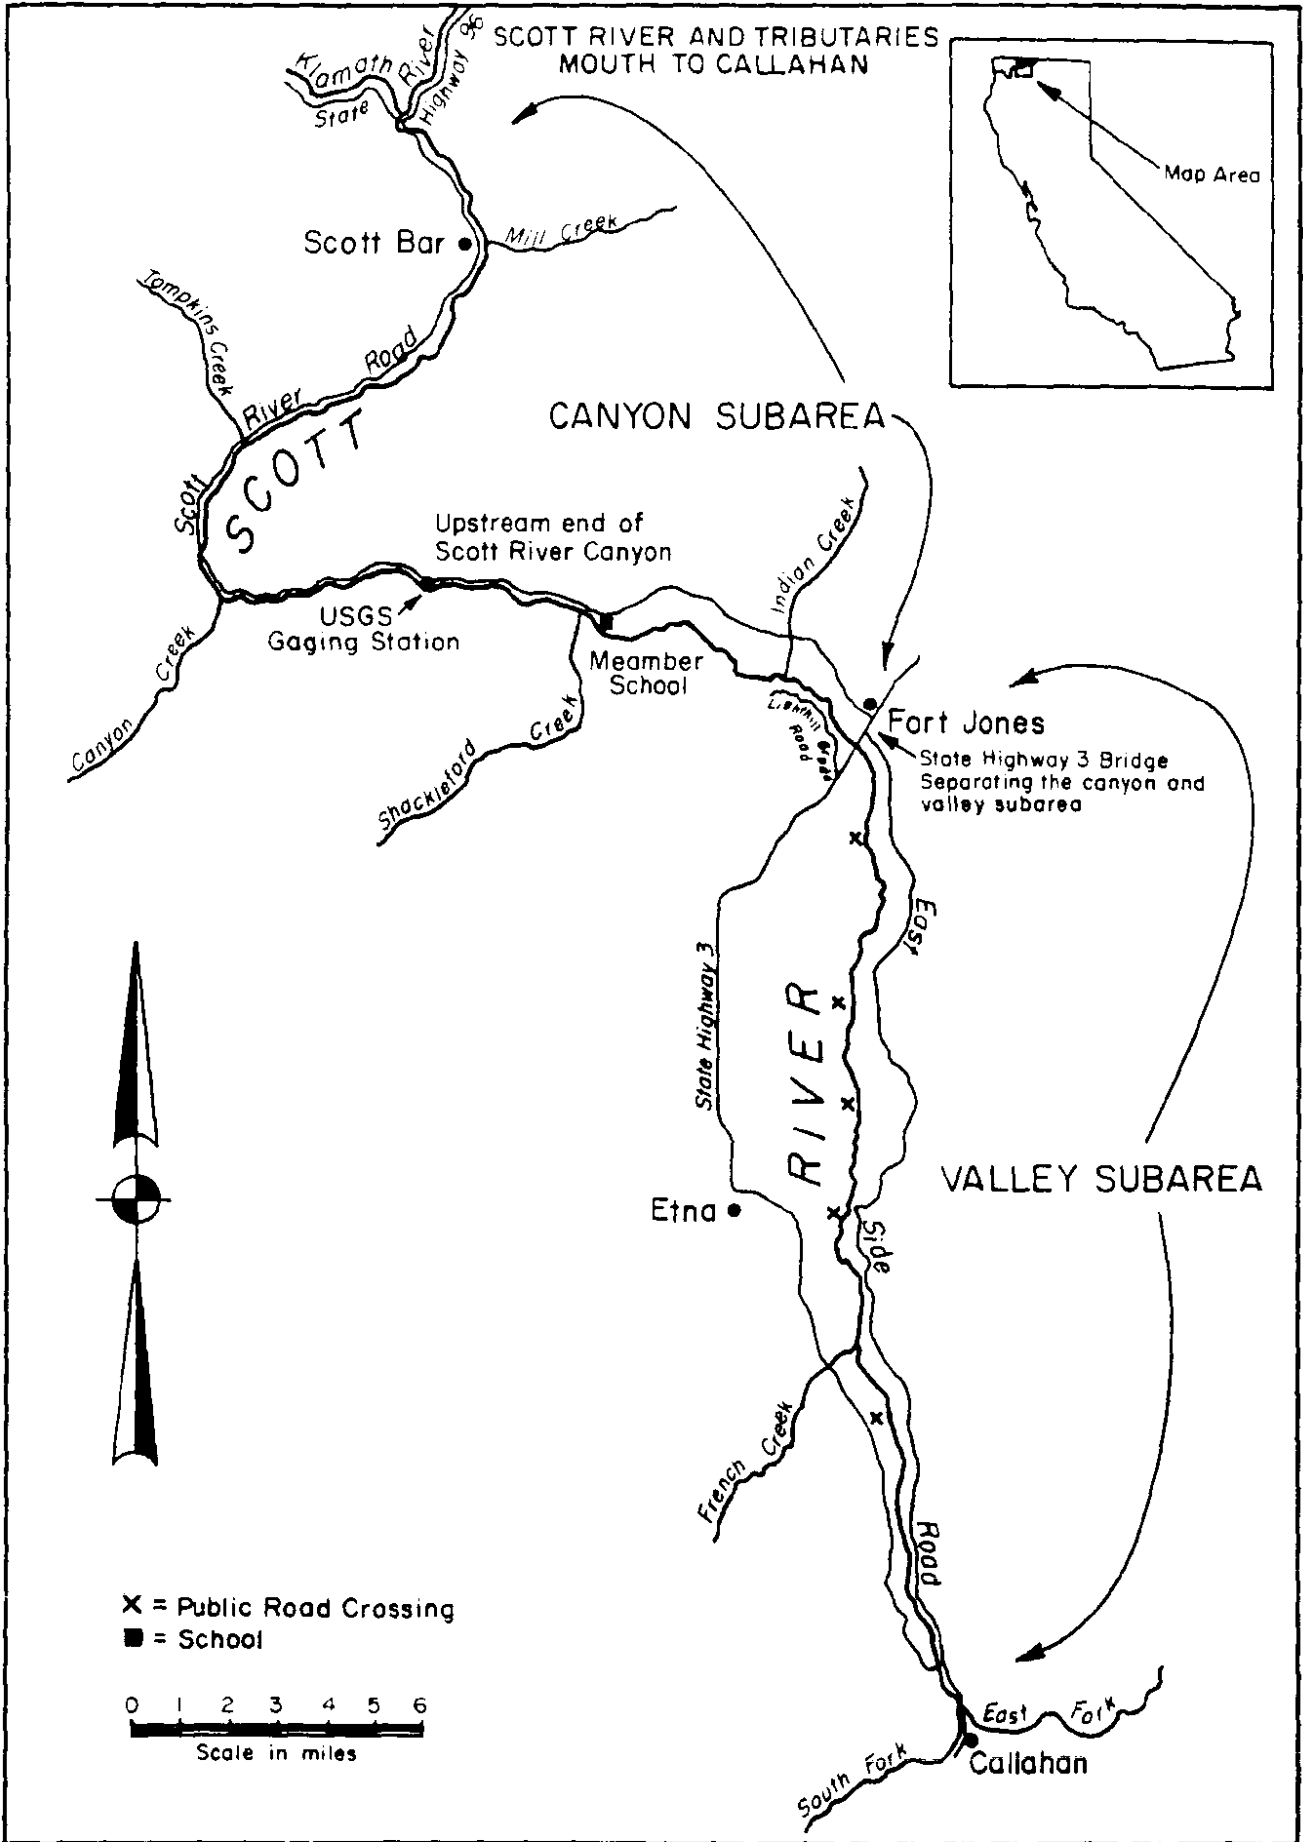 SCOTT RIVER AND TRIBUTARIES
MOUTH TO CALLAHAN
Klamath River
State Highway 96
Map Area
Scott Bar
Mill Creek
Tompkins Creek
Scott River Road
SCOTT
CANYON SUBAREA
Upstream end of
Scott River Canyon
Indian Creek
USGS
Gaging Station
Canyon Creek
Meamber
School
Shackleford Creek
Road
Fort Jones
State Highway 3 Bridge
Separating the canyon and
valley subarea
East
State Highway 3
RIVER
VALLEY SUBAREA
Etna
Side
French Creek
Road
X = Public Road Crossing
■ = School
0 1 2 3 4 5 6
Scale in miles
East Fork
South Fork
Callahan